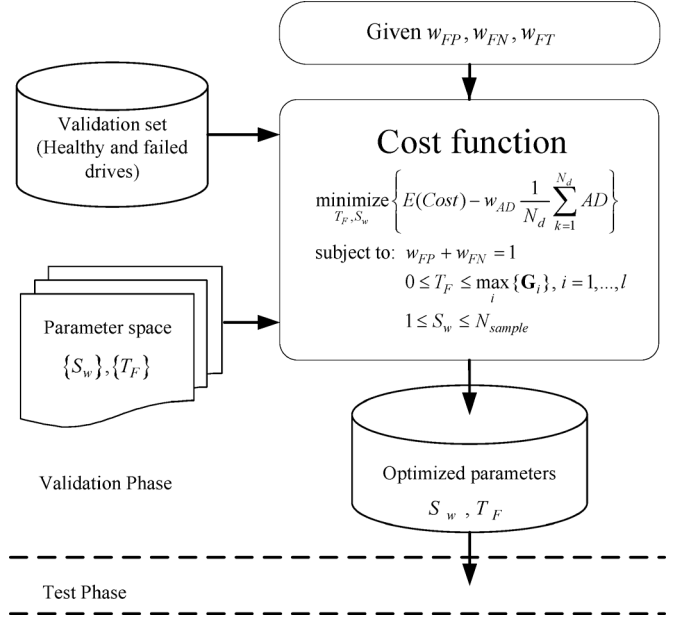 Given w_FP, w_FN, w_FT
Validation set
(Healthy and failed
drives)
Cost function
minimize_{T_F, S_w} { E(Cost) − w_AD 1/N_d ∑_{k=1}^{N_d} AD }
subject to: w_FP + w_FN = 1
0 ≤ T_F ≤ max_i {G_i}, i = 1,...,l
1 ≤ S_w ≤ N_sample
Parameter space
{S_w},{T_F}
Optimized parameters
S_w , T_F
Validation Phase
Test Phase